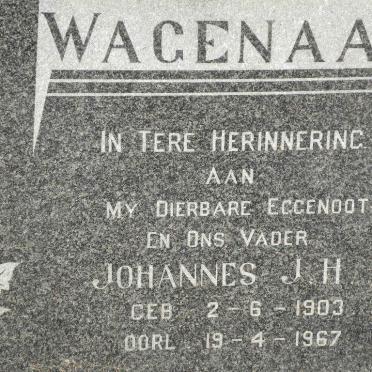 WAGENAA
IN TERE HERINNERING
AAN
MY DIERBARE EGGENOOT
EN ONS VADER
JOHANNES J. H.
GEB 2 - 6 - 1903
OORL 19 - 4 - 1967